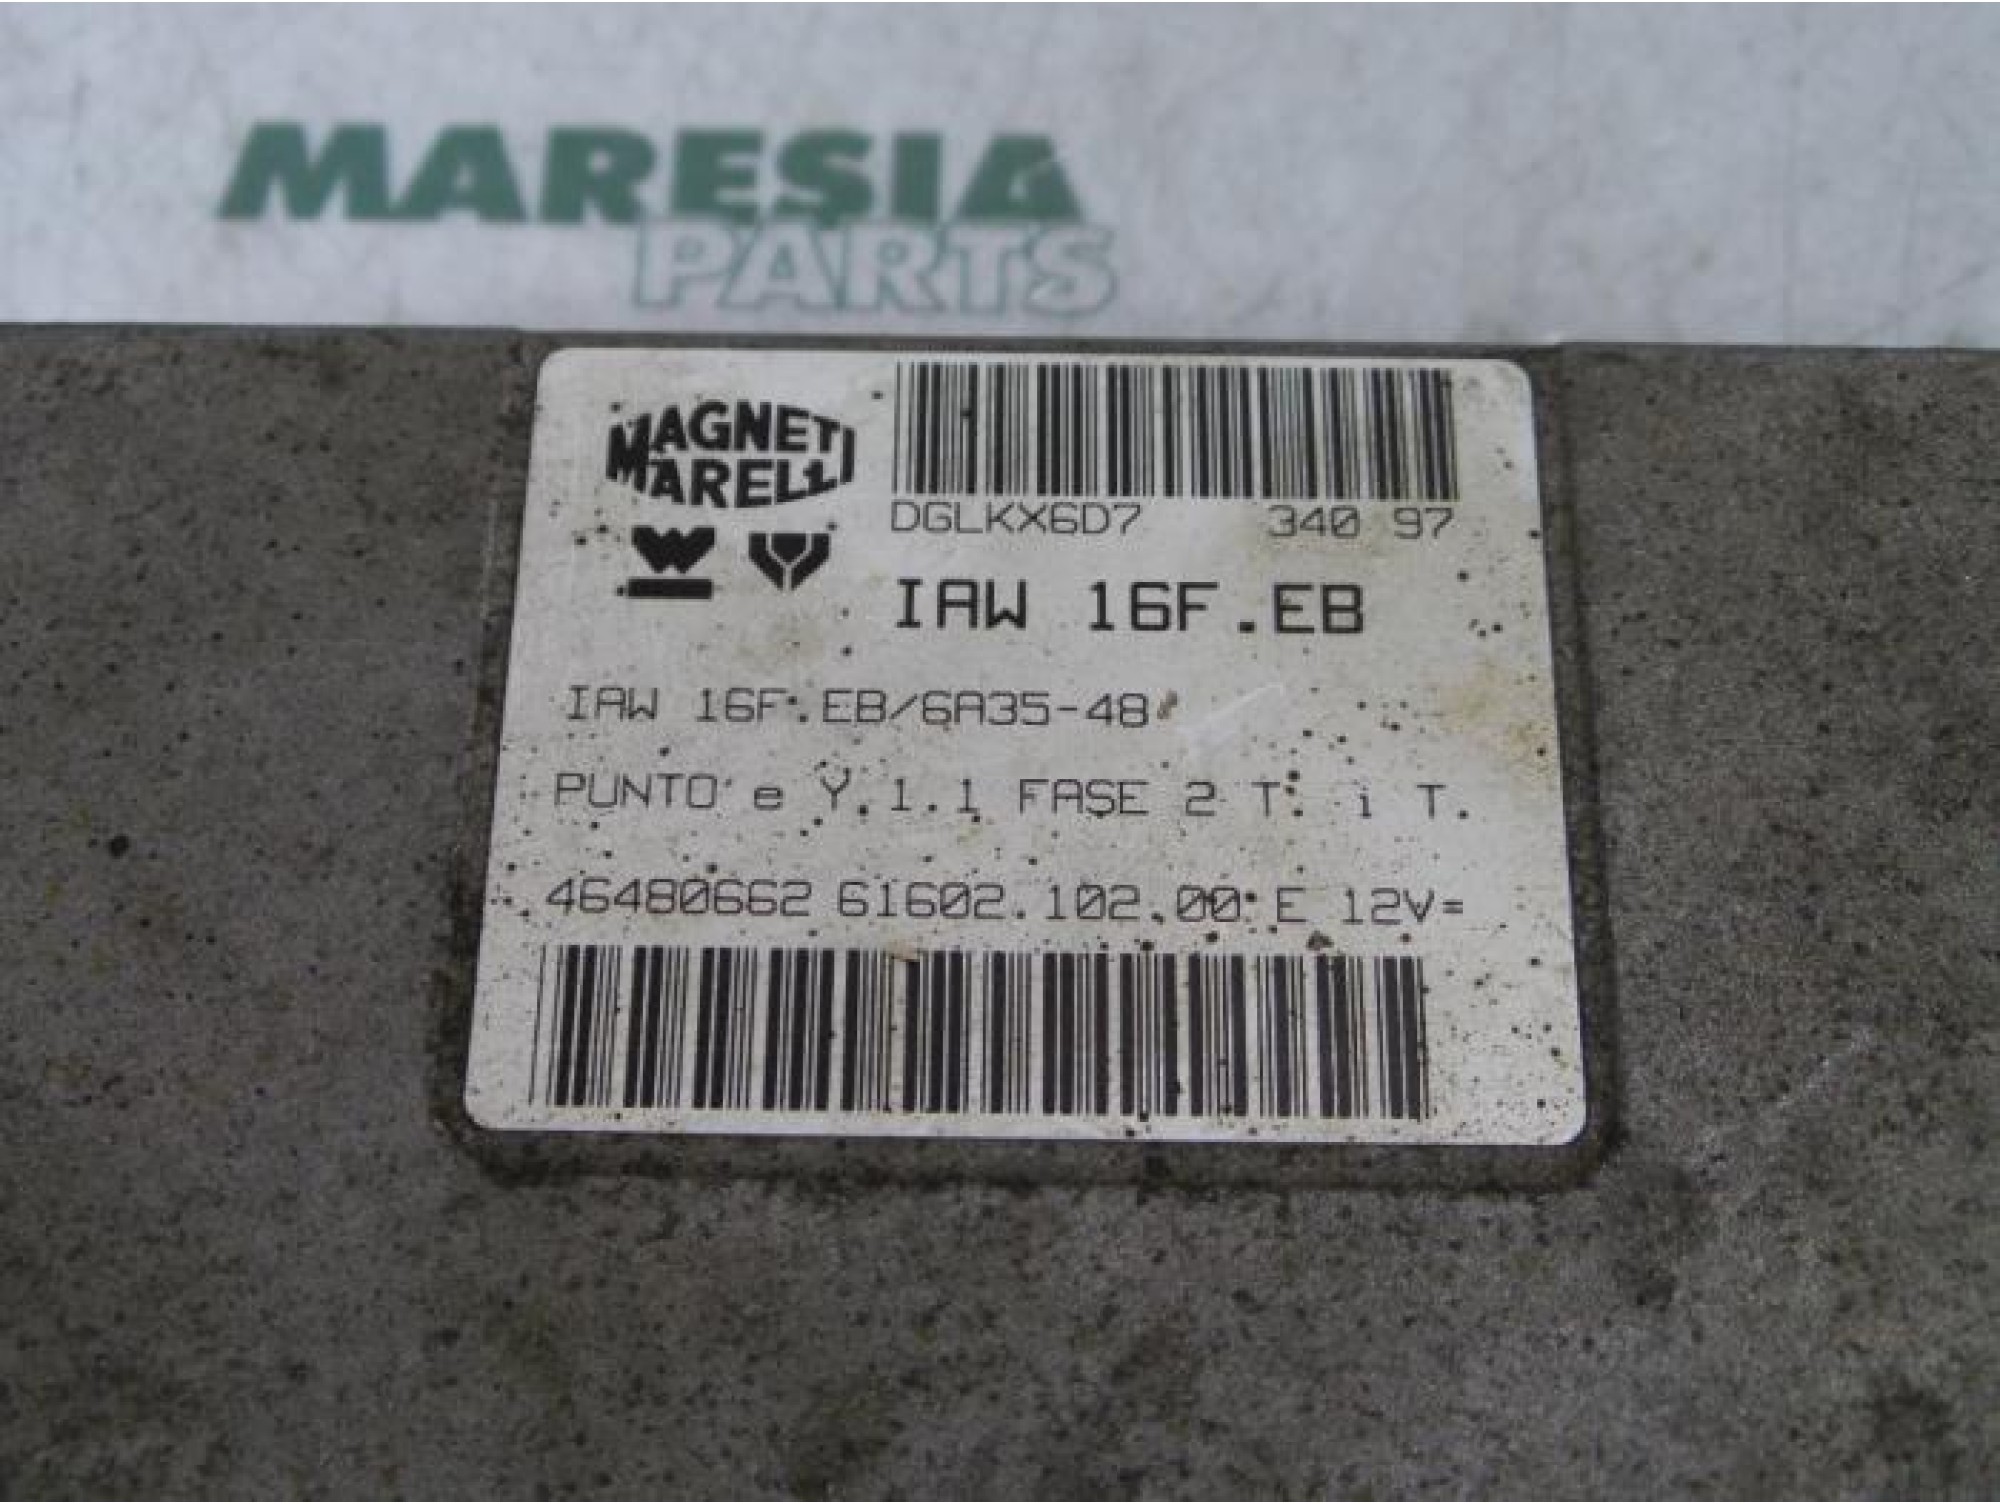 MARESIA
PARTS
MAGNETI
MARELLI
DGLKX6D7 340 97
IAW 16F.EB
IAW 16F.EB/6A35-48
PUNTO e Y.1.1 FASE 2 T. i T.
46480662 61602.102.00 E 12V=